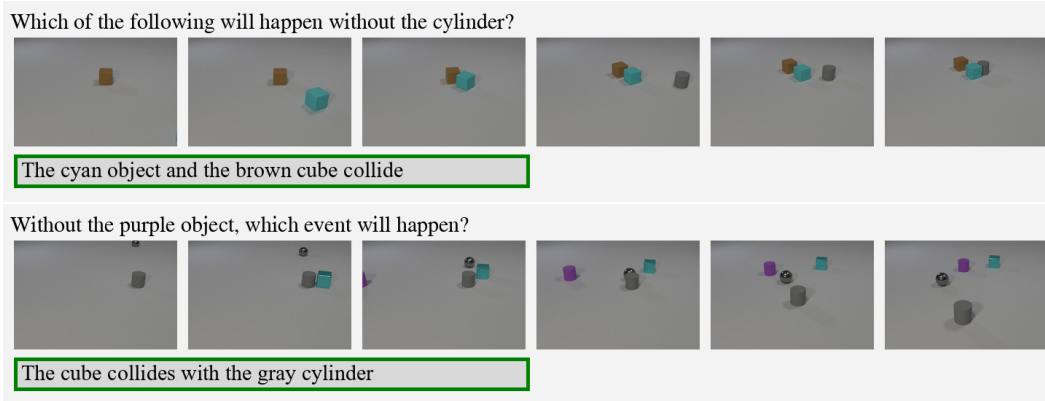 Which of the following will happen without the cylinder?
The cyan object and the brown cube collide
Without the purple object, which event will happen?
The cube collides with the gray cylinder